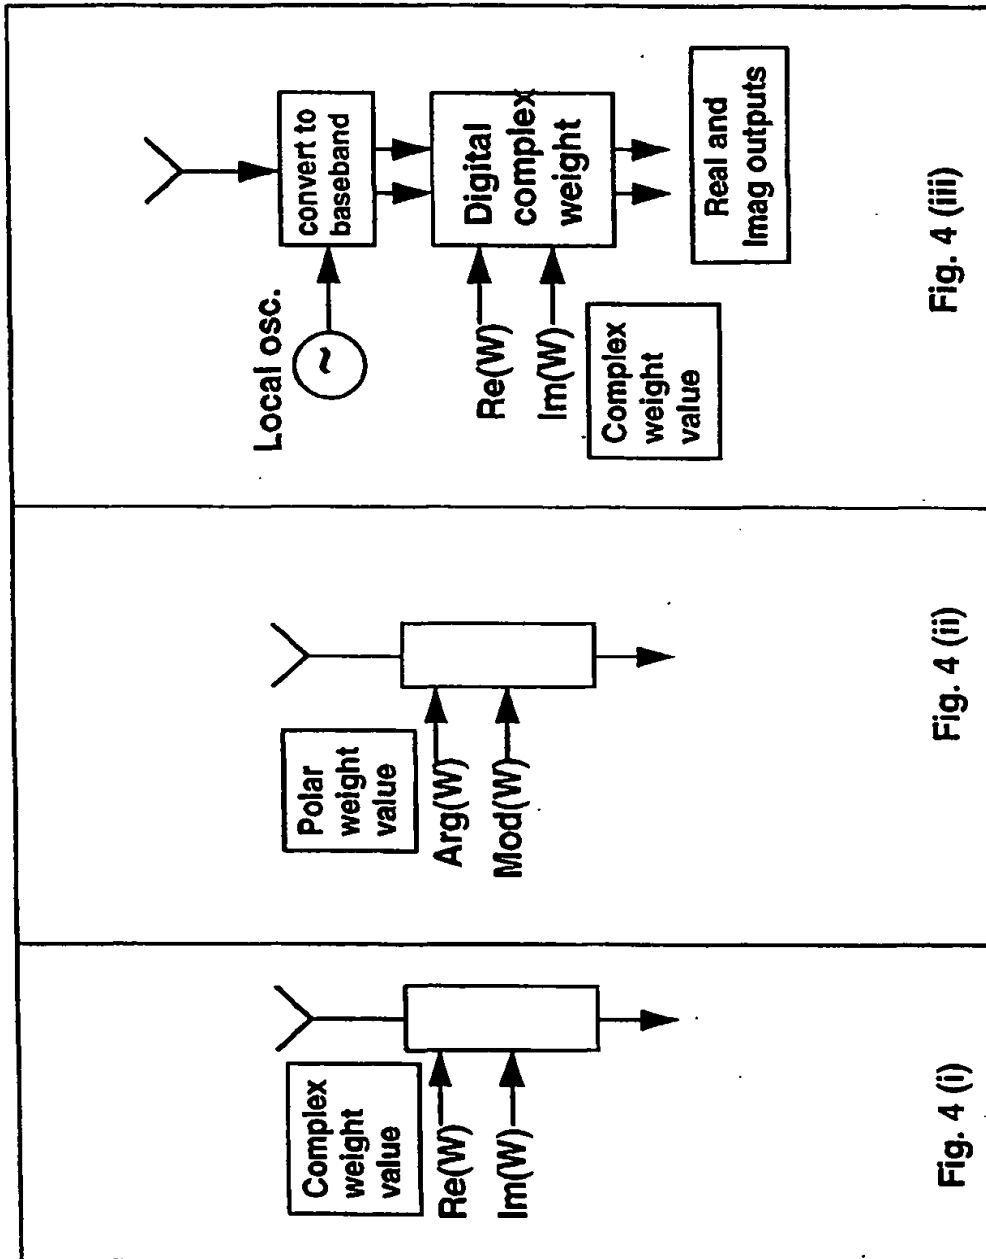 Complex
weight
value
Re(W)
Im(W)
Fig. 4 (i)
Polar
weight
value
Arg(W)
Mod(W)
Fig. 4 (ii)
Local osc.
~
convert to
baseband
Re(W)
Im(W)
Digital
complex
weight
Complex
weight
value
Real and
Imag outputs
Fig. 4 (iii)